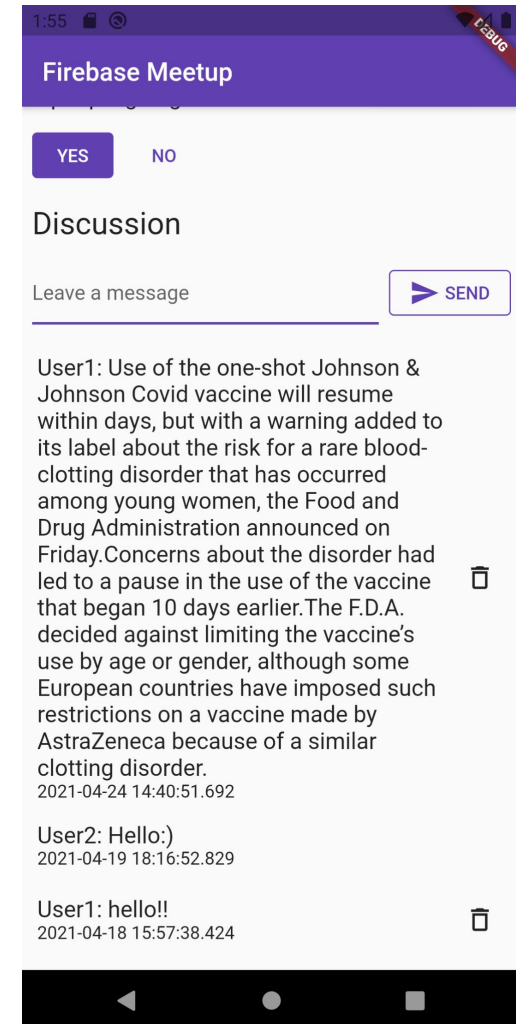 1:55
DEBUG
Firebase Meetup
YES NO
Discussion
Leave a message
SEND
User1: Use of the one-shot Johnson &
Johnson Covid vaccine will resume
within days, but with a warning added to
its label about the risk for a rare blood-
clotting disorder that has occurred
among young women, the Food and
Drug Administration announced on
Friday.Concerns about the disorder had
led to a pause in the use of the vaccine
that began 10 days earlier.The F.D.A.
decided against limiting the vaccine’s
use by age or gender, although some
European countries have imposed such
restrictions on a vaccine made by
AstraZeneca because of a similar
clotting disorder.
2021-04-24 14:40:51.692
User2: Hello:)
2021-04-19 18:16:52.829
User1: hello!!
2021-04-18 15:57:38.424